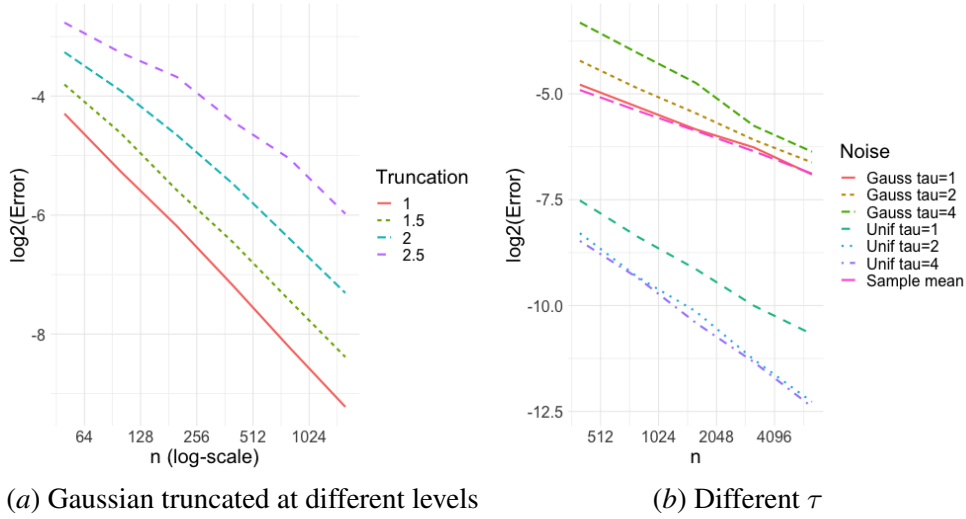 log2(Error)
-4
-6
-8
64 128 256 512 1024
n (log-scale)
Truncation
1
1.5
2
2.5
(a) Gaussian truncated at different levels
log2(Error)
-5.0
-7.5
-10.0
-12.5
512 1024 2048 4096
n
Noise
Gauss tau=1
Gauss tau=2
Gauss tau=4
Unif tau=1
Unif tau=2
Unif tau=4
Sample mean
(b) Different τ